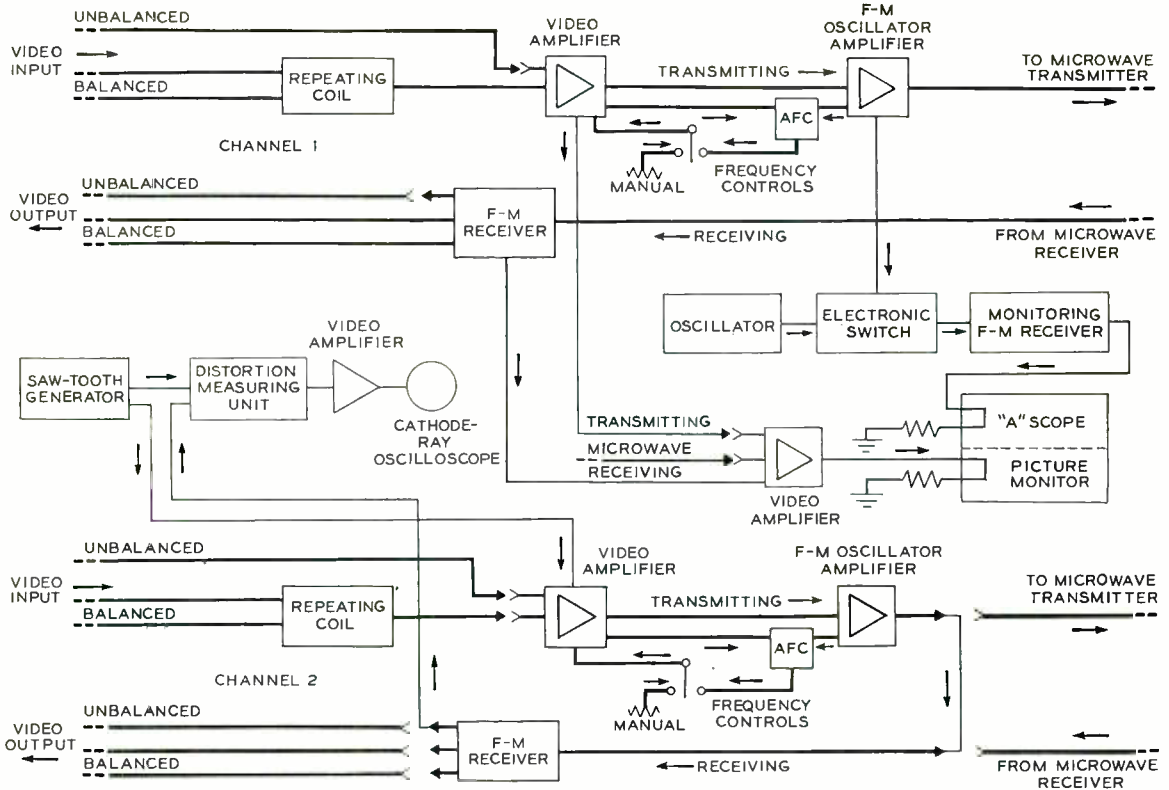 UNBALANCED
VIDEO
INPUT
BALANCED
REPEATING
COIL
VIDEO
AMPLIFIER
TRANSMITTING
F-M
OSCILLATOR
AMPLIFIER
TO MICROWAVE
TRANSMITTER
AFC
MANUAL
FREQUENCY
CONTROLS
CHANNEL 1
UNBALANCED
VIDEO
OUTPUT
BALANCED
F-M
RECEIVER
RECEIVING
FROM MICROWAVE
RECEIVER
OSCILLATOR
ELECTRONIC
SWITCH
MONITORING
F-M RECEIVER
SAW-TOOTH
GENERATOR
DISTORTION
MEASURING
UNIT
VIDEO
AMPLIFIER
CATHODE-
RAY
OSCILLOSCOPE
TRANSMITTING
MICROWAVE
RECEIVING
VIDEO
AMPLIFIER
"A" SCOPE
PICTURE
MONITOR
UNBALANCED
VIDEO
INPUT
BALANCED
REPEATING
COIL
VIDEO
AMPLIFIER
TRANSMITTING
F-M OSCILLATOR
AMPLIFIER
TO MICROWAVE
TRANSMITTER
AFC
MANUAL
FREQUENCY
CONTROLS
CHANNEL 2
UNBALANCED
VIDEO
OUTPUT
BALANCED
F-M
RECEIVER
RECEIVING
FROM MICROWAVE
RECEIVER